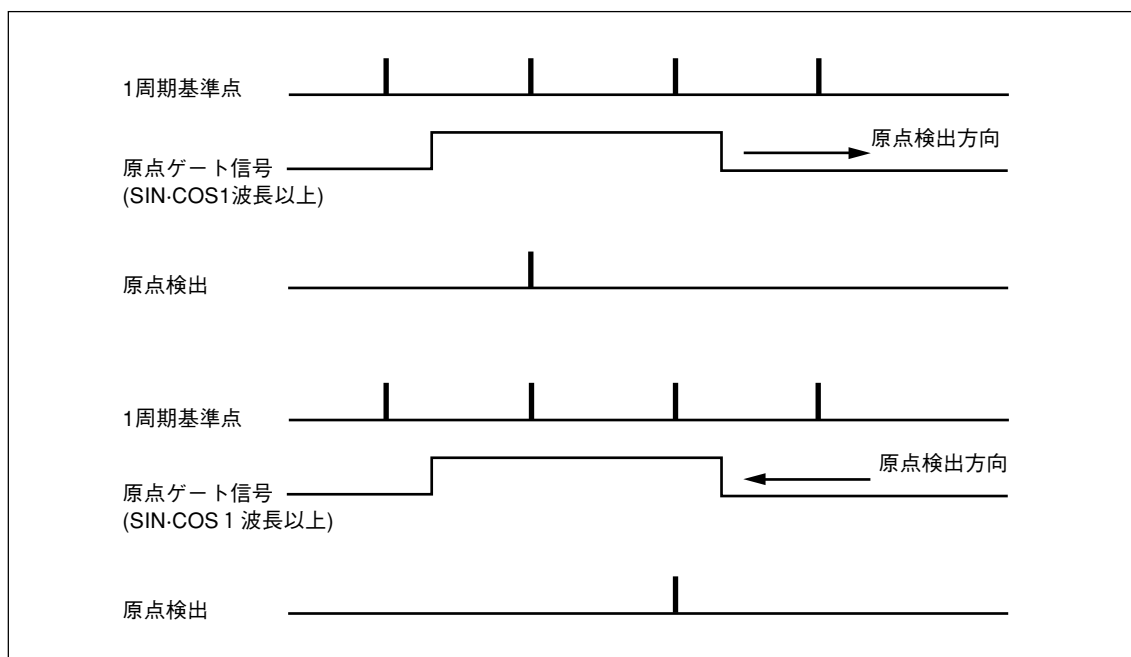 1周期基準点
原点検出方向
原点ゲート信号
(SIN·COS1波長以上)
原点検出
1周期基準点
原点検出方向
原点ゲート信号
(SIN·COS 1 波長以上)
原点検出